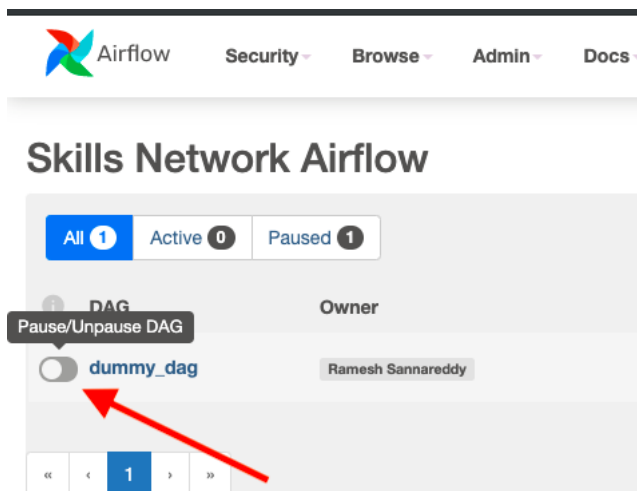 Airflow Security Browse Admin Docs
Skills Network Airflow
All 1 Active 0 Paused 1
i DAG Owner
Pause/Unpause DAG
dummy_dag Ramesh Sannareddy
« ‹ 1 › »